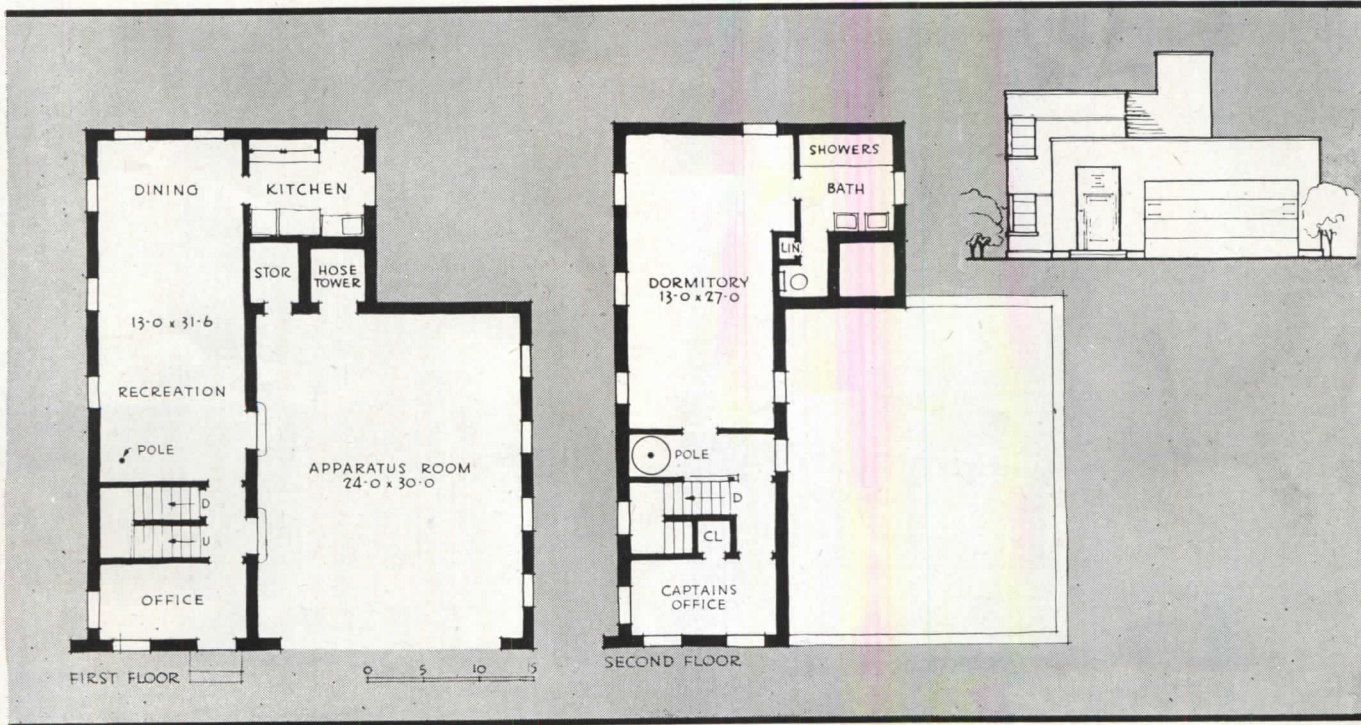 DINING
KITCHEN
STOR
HOSE
TOWER
13-0 x 31-6
RECREATION
POLE
APPARATUS ROOM
24-0 x 30-0
D
U
OFFICE
FIRST FLOOR
0 5 10 15
SHOWERS
BATH
LIN
DORMITORY
13-0 x 27-0
POLE
D
CL
CAPTAINS
OFFICE
SECOND FLOOR